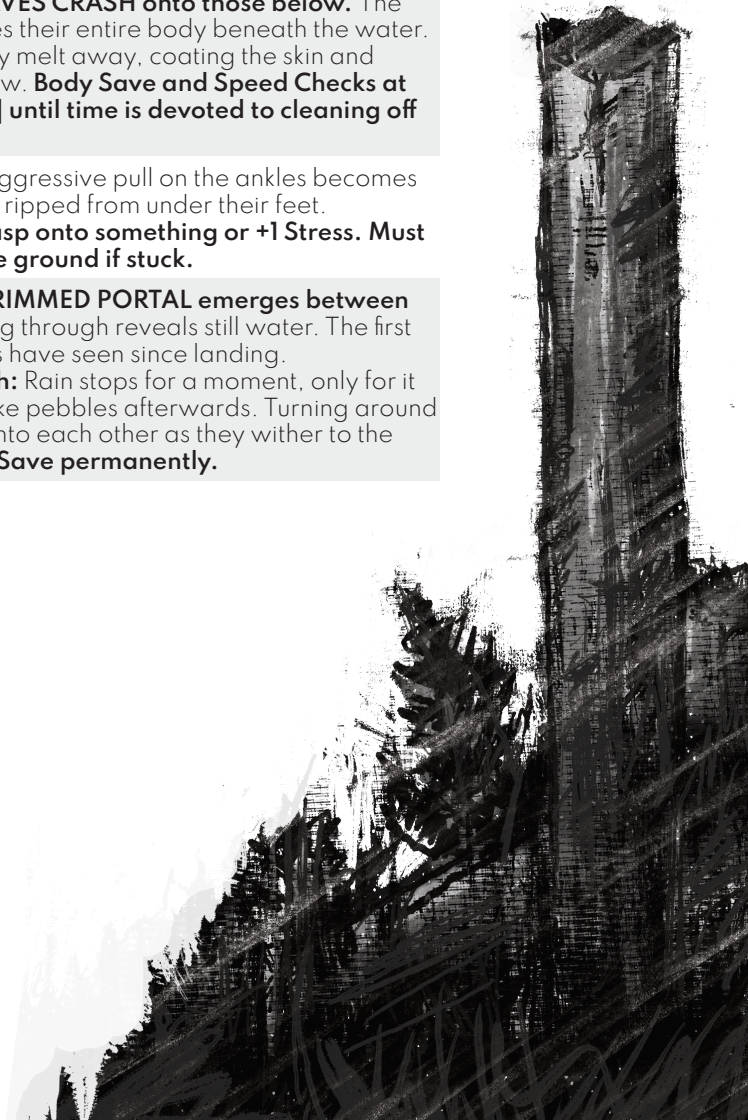 VES CRASH onto those below. The
es their entire body beneath the water.
y melt away, coating the skin and
w. Body Save and Speed Checks at
] until time is devoted to cleaning off
ggressive pull on the ankles becomes
ripped from under their feet.
asp onto something or +1 Stress. Must
e ground if stuck.
RIMMED PORTAL emerges between
g through reveals still water. The first
s have seen since landing.
h: Rain stops for a moment, only for it
ke pebbles afterwards. Turning around
nto each other as they wither to the
Save permanently.